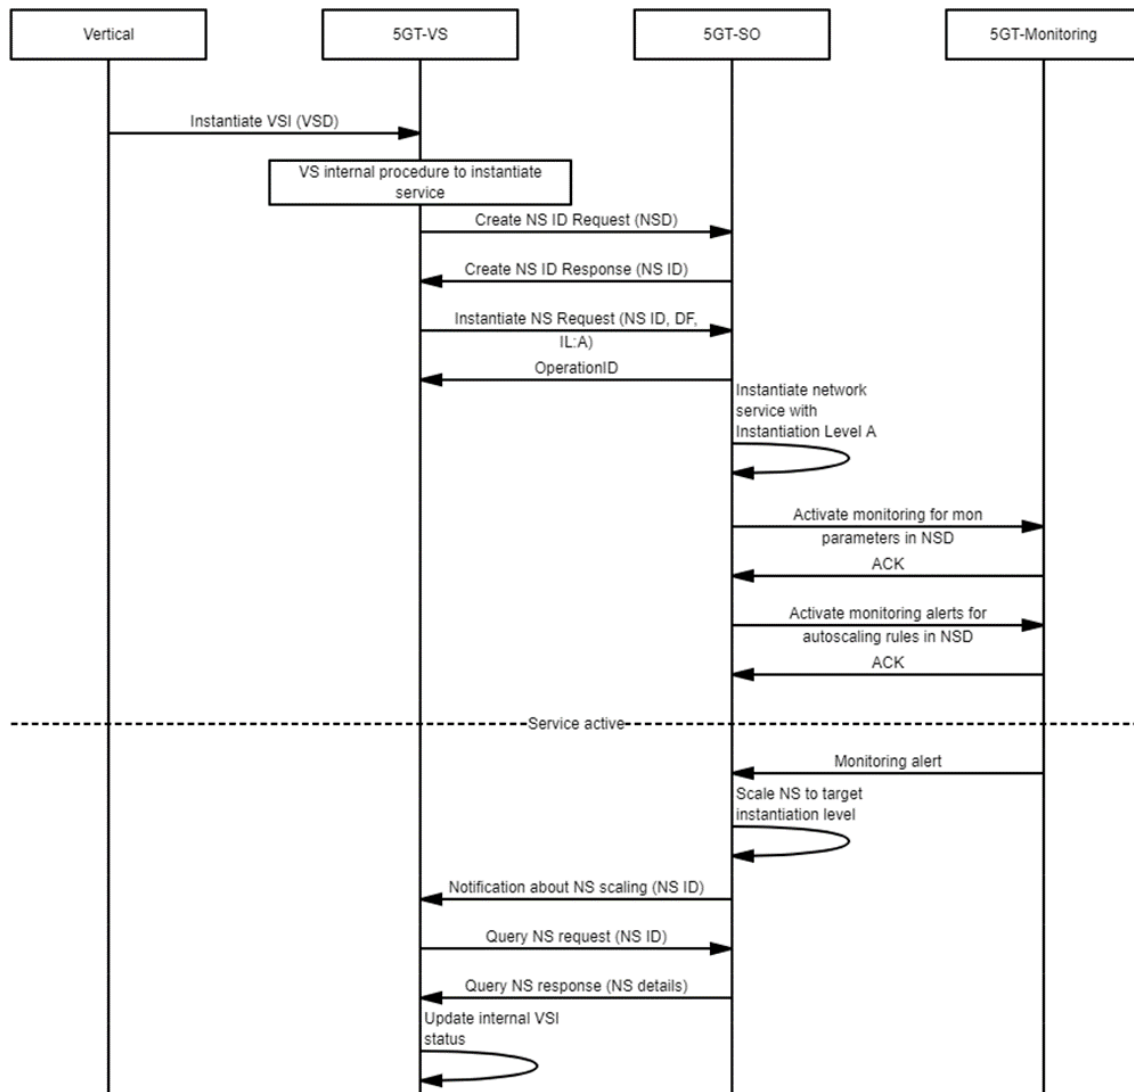 Vertical
5GT-VS
5GT-SO
5GT-Monitoring
Instantiate VSI (VSD)
VS internal procedure to instantiate
service
Create NS ID Request (NSD)
Create NS ID Response (NS ID)
Instantiate NS Request (NS ID, DF,
IL:A)
OperationID
Instantiate network
service with
Instantiation Level A
Activate monitoring for mon
parameters in NSD
ACK
Activate monitoring alerts for
autoscaling rules in NSD
ACK
Service active
Monitoring alert
Scale NS to target
instantiation level
Notification about NS scaling (NS ID)
Query NS request (NS ID)
Query NS response (NS details)
Update internal VSI
status